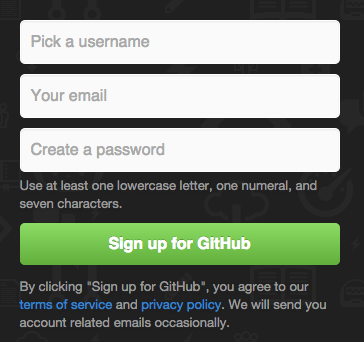 Pick a username
Your email
Create a password
Use at least one lowercase letter, one numeral, and
seven characters.
Sign up for GitHub
By clicking "Sign up for GitHub", you agree to our
terms of service and privacy policy. We will send you
account related emails occasionally.